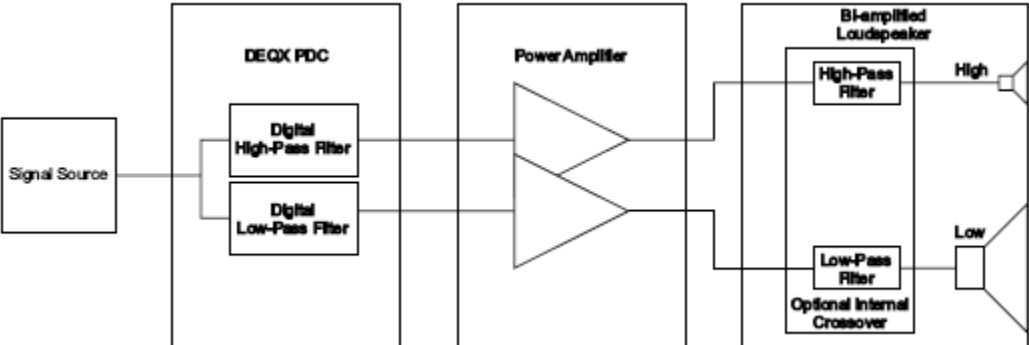 Bi-amplified
Loudspeaker
DEQX PDC
Power Amplifier
High-Pass
Filter
High
Digital
High-Pass Filter
Signal Source
Digital
Low-Pass Filter
Low
Low-Pass
Filter
Optional Internal
Crossover